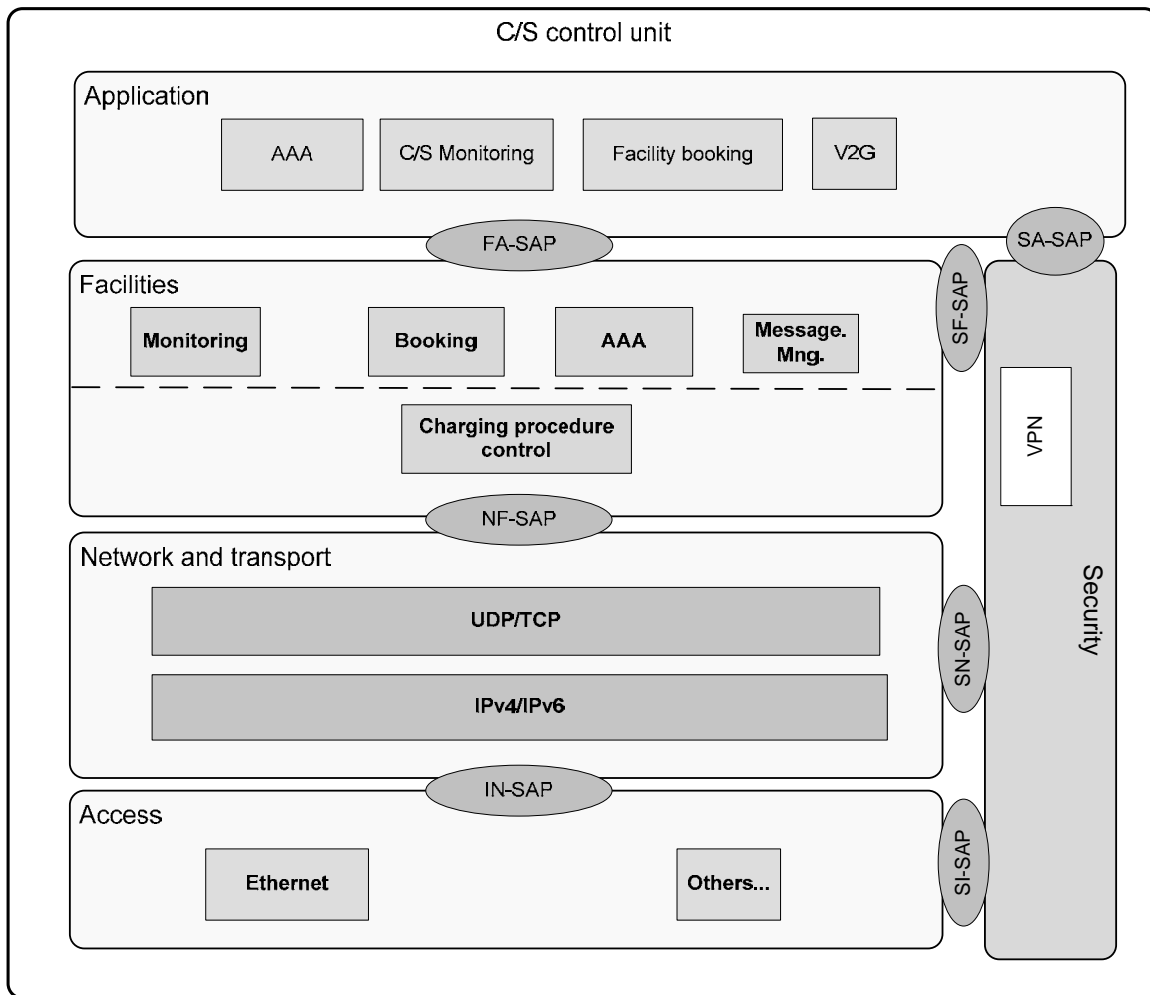 C/S control unit
Application
AAA
C/S Monitoring
Facility booking
V2G
FA-SAP
SA-SAP
Facilities
SF-SAP
Monitoring
Booking
AAA
Message.
Mng.
Charging procedure
control
VPN
NF-SAP
Network and transport
UDP/TCP
Security
SN-SAP
IPv4/IPv6
IN-SAP
Access
SI-SAP
Ethernet
Others...